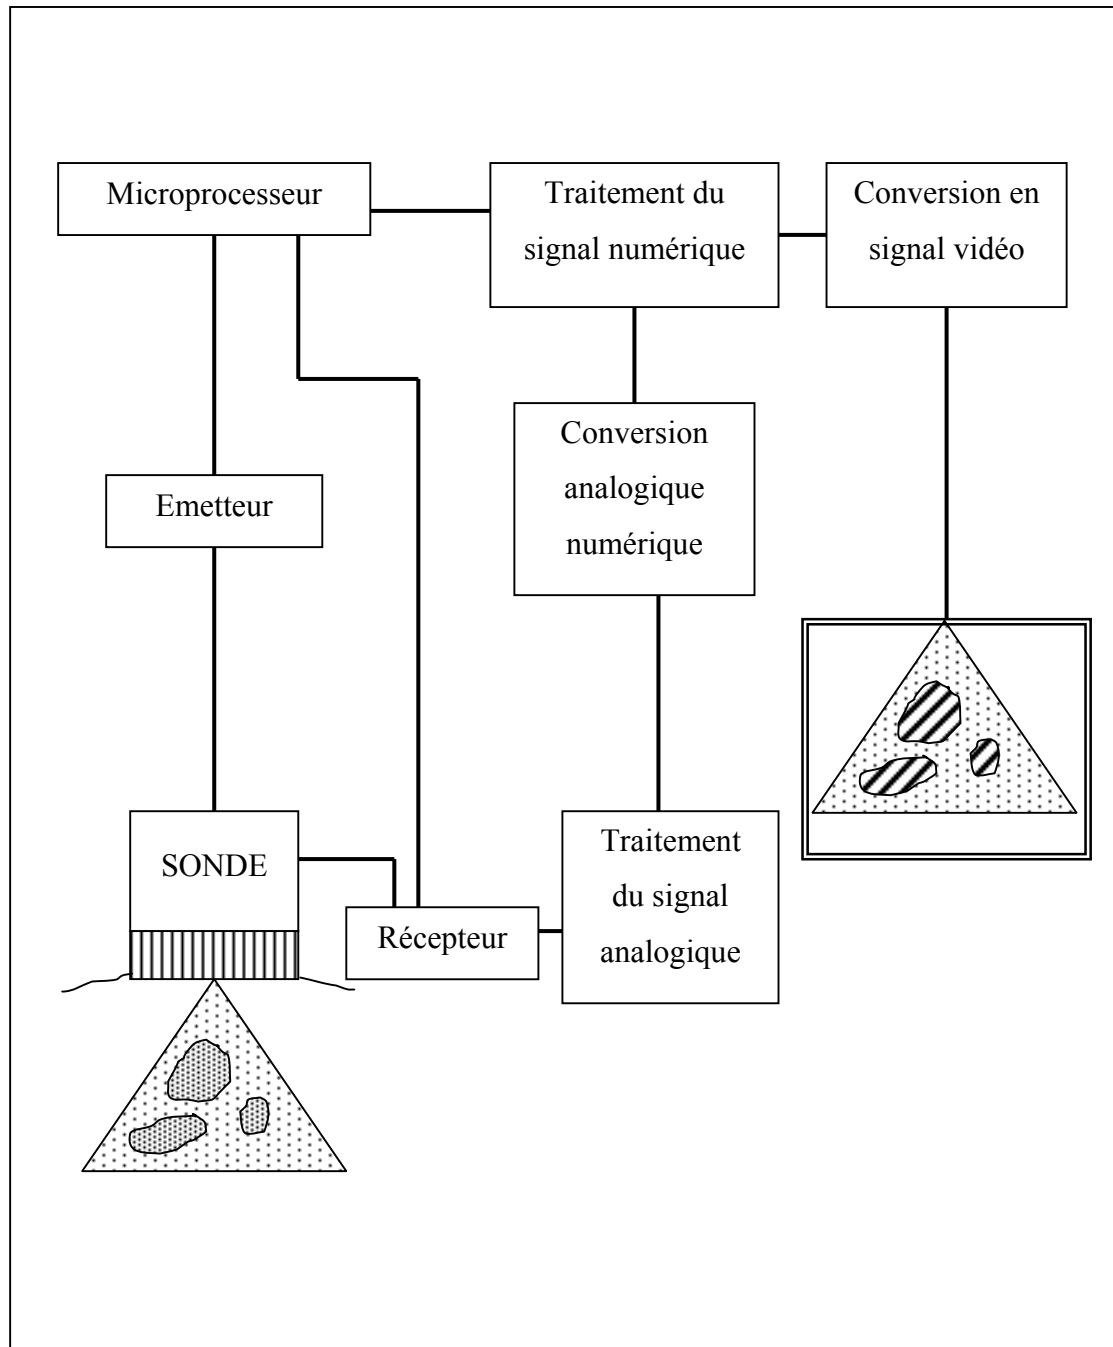 Microprocesseur
Traitement du
signal numérique
Conversion en
signal vidéo
Conversion
analogique
numérique
Emetteur
SONDE
Récepteur
Traitement
du signal
analogique